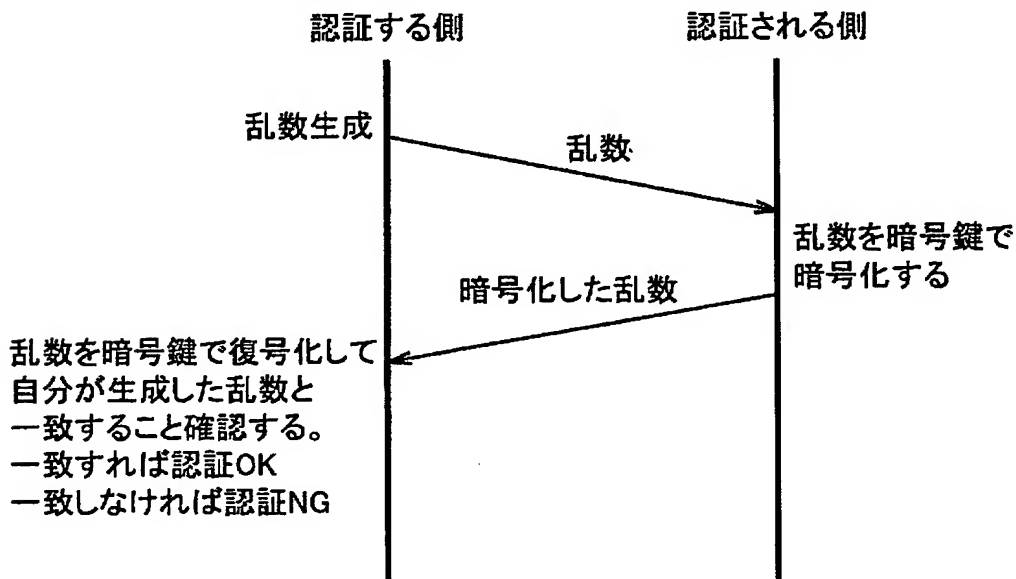 認証する側
認証される側
乱数生成
乱数
乱数を暗号鍵で
暗号化する
暗号化した乱数
乱数を暗号鍵で復号化して
自分が生成した乱数と
一致すること確認する。
一致すれば認証OK
一致しなければ認証NG